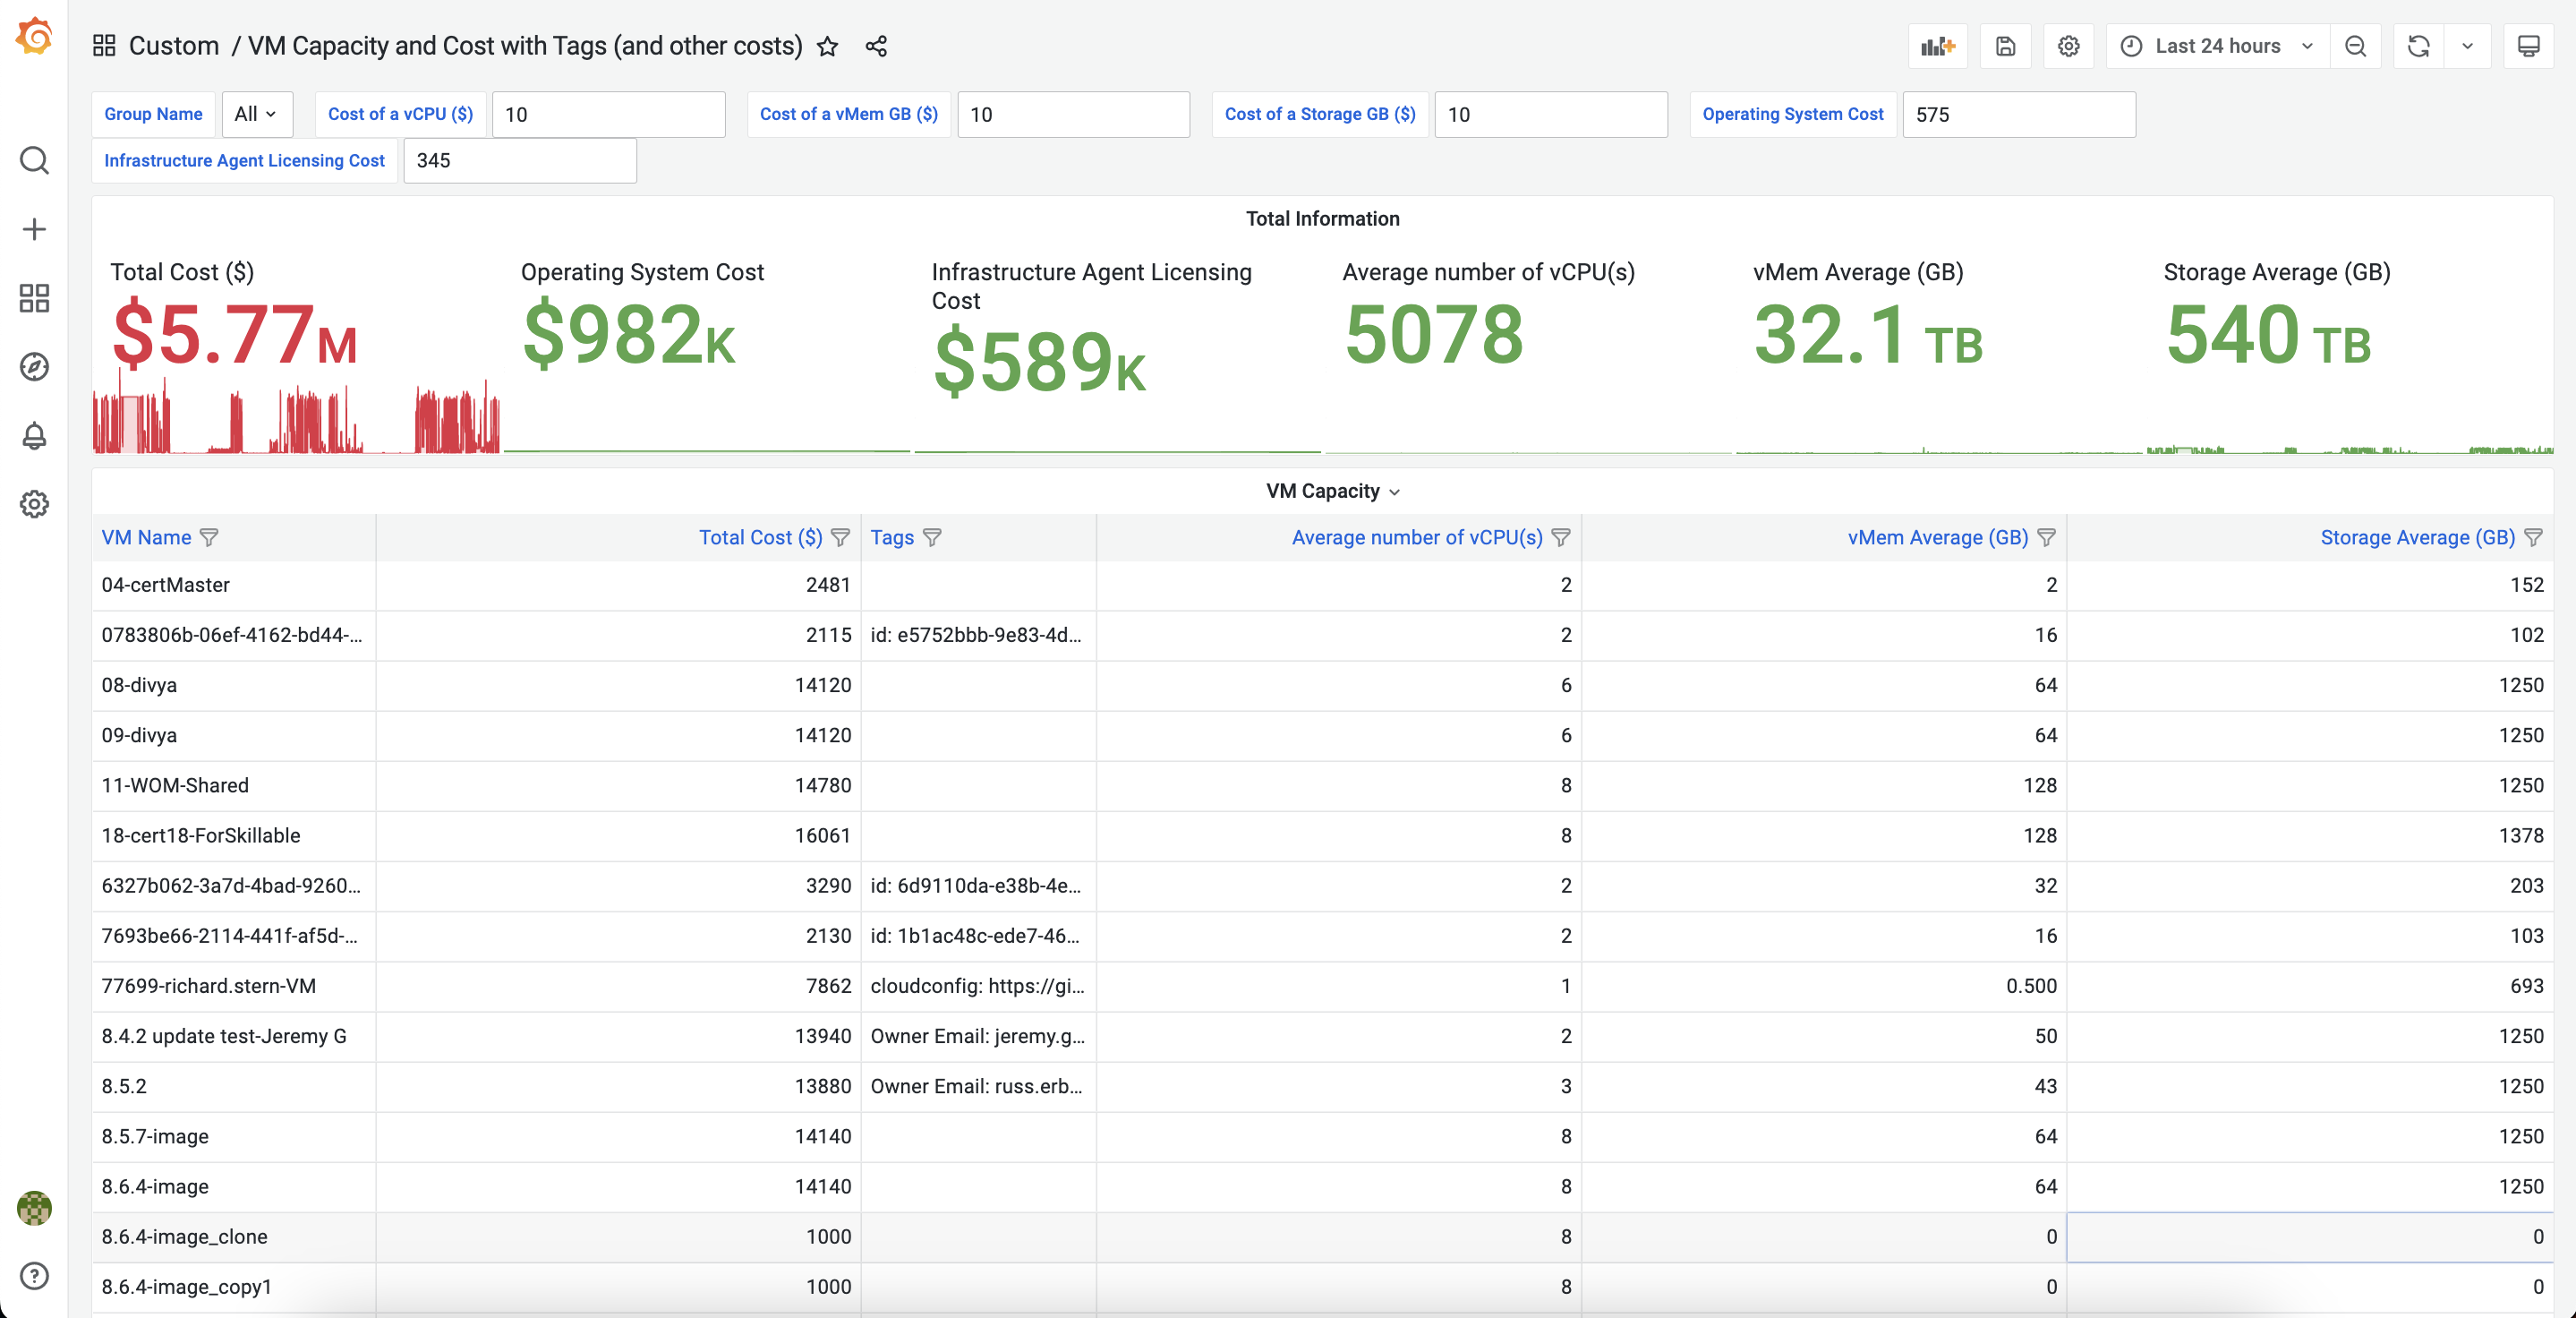 Custom / VM Capacity and Cost with Tags (and other costs)
Last 24 hours
Group Name All Cost of a vCPU ($) 10 Cost of a vMem GB ($) 10 Cost of a Storage GB ($) 10 Operating System Cost 575
Infrastructure Agent Licensing Cost 345
Total Information
Total Cost ($)
$5.77M
Operating System Cost
$982K
Infrastructure Agent Licensing
Cost
$589K
Average number of vCPU(s)
5078
vMem Average (GB)
32.1 TB
Storage Average (GB)
540 TB
VM Capacity
VM Name Total Cost ($) Tags Average number of vCPU(s) vMem Average (GB) Storage Average (GB)
04-certMaster 2481 2 2 152
0783806b-06ef-4162-bd44-... 2115 id: e5752bbb-9e83-4d... 2 16 102
08-divya 14120 6 64 1250
09-divya 14120 6 64 1250
11-WOM-Shared 14780 8 128 1250
18-cert18-ForSkillable 16061 8 128 1378
6327b062-3a7d-4bad-9260... 3290 id: 6d9110da-e38b-4e... 2 32 203
7693be66-2114-441f-af5d-... 2130 id: 1b1ac48c-ede7-46... 2 16 103
77699-richard.stern-VM 7862 cloudconfig: https://gi... 1 0.500 693
8.4.2 update test-Jeremy G 13940 Owner Email: jeremy.g... 2 50 1250
8.5.2 13880 Owner Email: russ.erb... 3 43 1250
8.5.7-image 14140 8 64 1250
8.6.4-image 14140 8 64 1250
8.6.4-image_clone 1000 8 0 0
8.6.4-image_copy1 1000 8 0 0